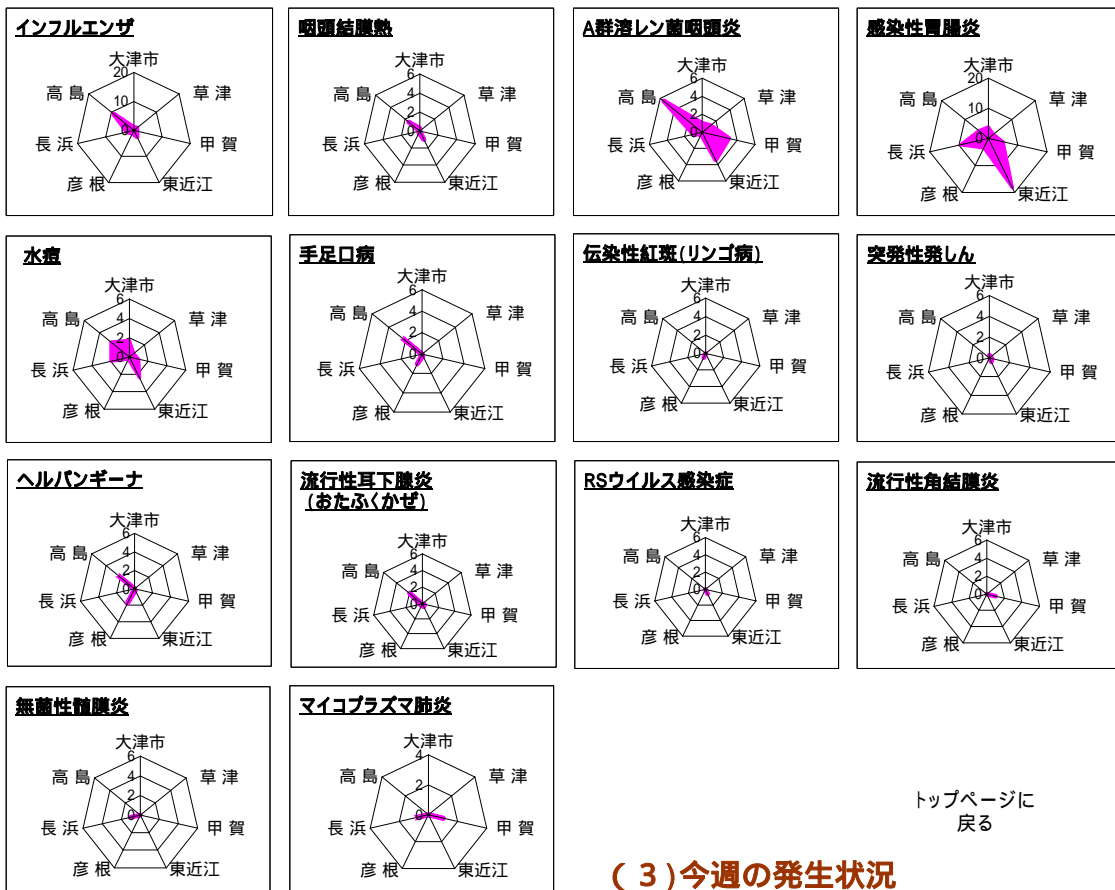 インフルエンザ
大津市
20
10
0
草 津
甲 賀
東近江
彦 根
長 浜
高 島
咽頭結膜熱
大津市
6
4
2
0
草 津
甲 賀
東近江
彦 根
長 浜
高 島
A群溶レン菌咽頭炎
大津市
6
4
2
0
草 津
甲 賀
東近江
彦 根
長 浜
高 島
感染性胃腸炎
大津市
20
10
0
草 津
甲 賀
東近江
彦 根
長 浜
高 島
水痘
大津市
6
4
2
0
草 津
甲 賀
東近江
彦 根
長 浜
高 島
手足口病
大津市
6
4
2
0
草 津
甲 賀
東近江
彦 根
長 浜
高 島
伝染性紅斑(リンゴ病)
大津市
6
4
2
0
草 津
甲 賀
東近江
彦 根
長 浜
高 島
突発性発しん
大津市
6
4
2
0
草 津
甲 賀
東近江
彦 根
長 浜
高 島
ヘルパンギーナ
大津市
6
4
2
0
草 津
甲 賀
東近江
彦 根
長 浜
高 島
流行性耳下腺炎
(おたふくかぜ)
大津市
6
4
2
0
草 津
甲 賀
東近江
彦 根
長 浜
高 島
RSウイルス感染症
大津市
6
4
2
0
草 津
甲 賀
東近江
彦 根
長 浜
高 島
流行性角結膜炎
大津市
6
4
2
0
草 津
甲 賀
東近江
彦 根
長 浜
高 島
無菌性髄膜炎
大津市
6
4
2
0
草 津
甲 賀
東近江
彦 根
長 浜
高 島
マイコプラズマ肺炎
大津市
4
2
0
草 津
甲 賀
東近江
彦 根
長 浜
高 島
トップページに
戻る
( 3 )今週の発生状況